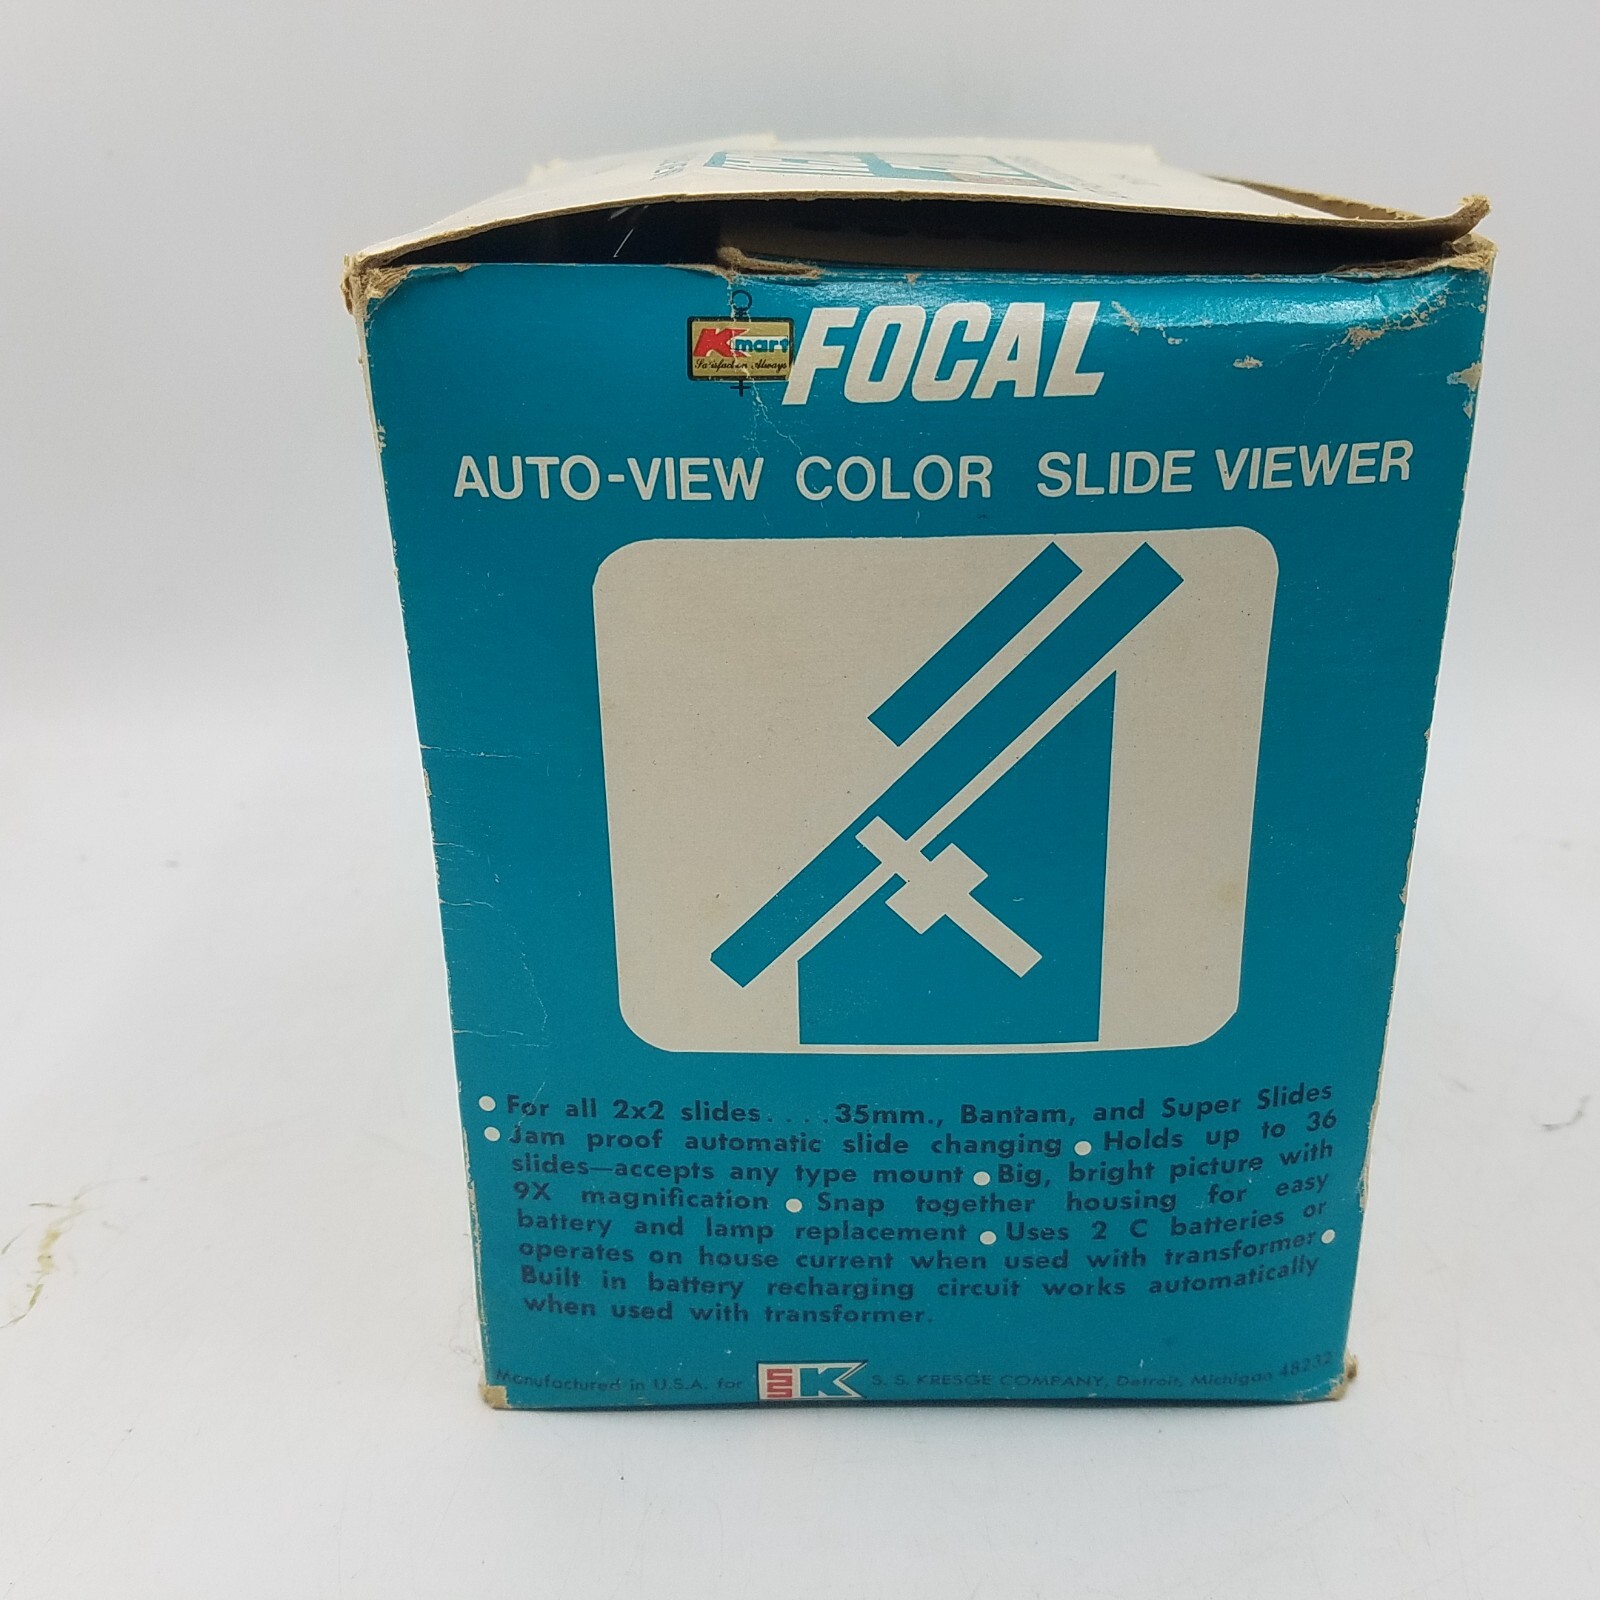 Kmart
Satisfaction Always
FOCAL
AUTO-VIEW COLOR SLIDE VIEWER
• For all 2x2 slides.... 35mm., Bantam, and Super Slides
• Jam proof automatic slide changing • Holds up to 36
slides—accepts any type mount • Big, bright picture with
9X magnification • Snap together housing for easy
battery and lamp replacement • Uses 2 C batteries or
operates on house current when used with transformer •
Built in battery recharging circuit works automatically
when used with transformer.
Manufactured in U.S.A. for SSK S. S. KRESGE COMPANY, Detroit, Michigan 48232